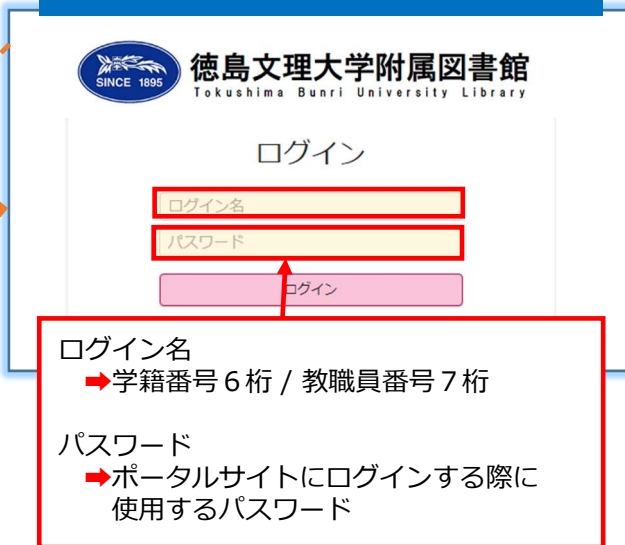 SINCE 1895
徳島文理大学附属図書館
Tokushima Bunri University Library
ログイン
ログイン名
パスワード
ログイン
ログイン名
➡学籍番号６桁 / 教職員番号７桁
パスワード
➡ポータルサイトにログインする際に
使用するパスワード